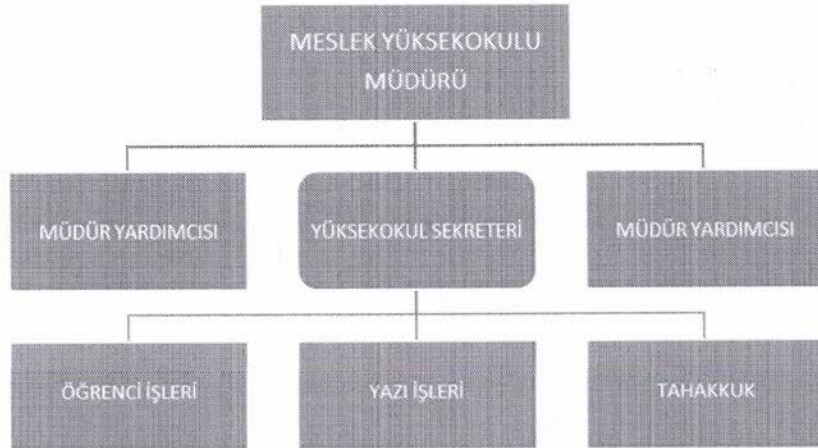 MESLEK YÜKSEKOKULU
MÜDÜRÜ
MÜDÜR YARDIMCISI
YÜKSEKOKUL SEKRETERİ
MÜDÜR YARDIMCISI
ÖĞRENCİ İŞLERİ
YAZI İŞLERİ
TAHAKKUK